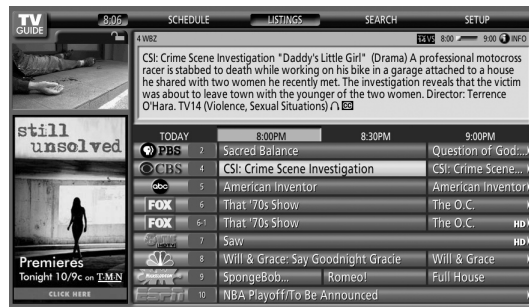 TV GUIDE
8:06
SCHEDULE LISTINGS SEARCH SETUP
4 WBZ
14 VS 8:00 9:00 INFO
CSI: Crime Scene Investigation "Daddy's Little Girl" (Drama) A professional motocross
racer is stabbed to death while working on his bike in a garage attached to a house
he shared with two women he recently met. The investigation reveals that the victim
was about to leave town with the younger of the two women. Director: Terrence
O'Hara. TV14 (Violence, Sexual Situations)
still
unsolved
Premieres
Tonight 10/9c on T·M·N
CLICK HERE
TODAY 8:00PM 8:30PM 9:00PM
PBS 2 Sacred Balance Question of God:...
CBS 4 CSI: Crime Scene Investigation CSI: Crime Scene...
abc 5 American Inventor American Inventor
FOX 6 That '70s Show The O.C.
FOX 6-1 That '70s Show The O.C. HD
7 Saw HD
8 Will & Grace: Say Goodnight Gracie Will & Grace
NICKELODEON 9 SpongeBob... Romeo! Full House
10 NBA Playoff/To Be Announced